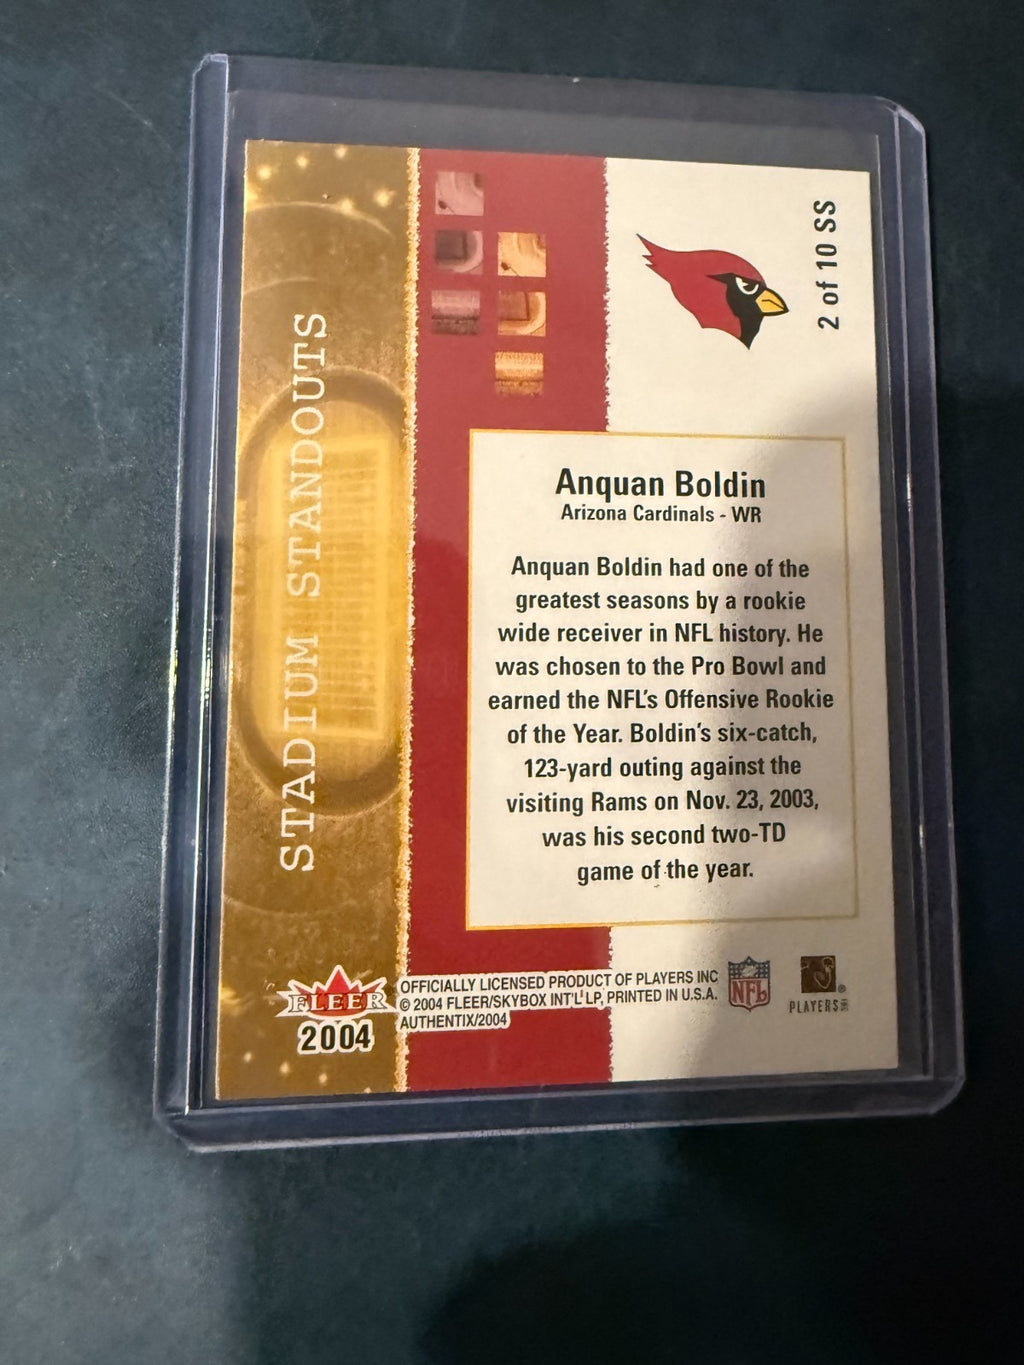 2 of 10 SS
STADIUM STANDOUTS
Anquan Boldin
Arizona Cardinals - WR
Anquan Boldin had one of the
greatest seasons by a rookie
wide receiver in NFL history. He
was chosen to the Pro Bowl and
earned the NFL's Offensive Rookie
of the Year. Boldin's six-catch,
123-yard outing against the
visiting Rams on Nov. 23, 2003,
was his second two-TD
game of the year.
FLEER
2004
OFFICIALLY LICENSED PRODUCT OF PLAYERS INC
© 2004 FLEER/SKYBOX INT'L LP, PRINTED IN U.S.A.
AUTHENTIX/2004
NFL
PLAYERS